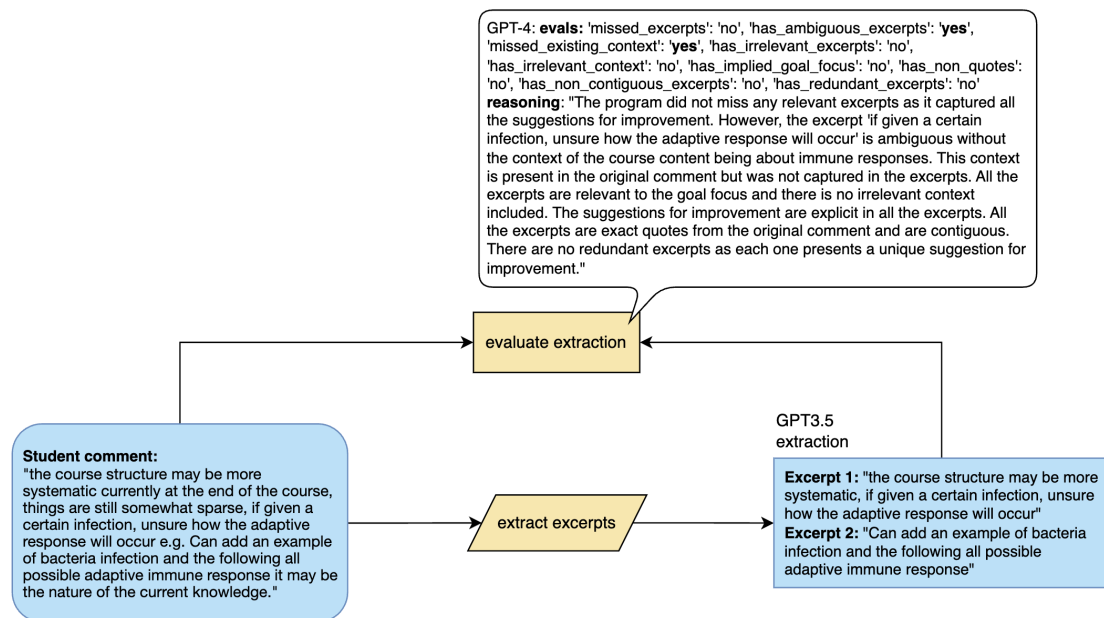 GPT-4: evals: 'missed_excerpts': 'no', 'has_ambiguous_excerpts': 'yes',
'missed_existing_context': 'yes', 'has_irrelevant_excerpts': 'no',
'has_irrelevant_context': 'no', 'has_implied_goal_focus': 'no', 'has_non_quotes':
'no', 'has_non_contiguous_excerpts': 'no', 'has_redundant_excerpts': 'no'
reasoning: "The program did not miss any relevant excerpts as it captured all
the suggestions for improvement. However, the excerpt 'if given a certain
infection, unsure how the adaptive response will occur' is ambiguous without
the context of the course content being about immune responses. This context
is present in the original comment but was not captured in the excerpts. All the
excerpts are relevant to the goal focus and there is no irrelevant context
included. The suggestions for improvement are explicit in all the excerpts. All
the excerpts are exact quotes from the original comment and are contiguous.
There are no redundant excerpts as each one presents a unique suggestion for
improvement."
evaluate extraction
Student comment:
"the course structure may be more
systematic currently at the end of the course,
things are still somewhat sparse, if given a
certain infection, unsure how the adaptive
response will occur e.g. Can add an example
of bacteria infection and the following all
possible adaptive immune response it may be
the nature of the current knowledge."
extract excerpts
GPT3.5
extraction
Excerpt 1: "the course structure may be more
systematic, if given a certain infection, unsure
how the adaptive response will occur"
Excerpt 2: "Can add an example of bacteria
infection and the following all possible
adaptive immune response"